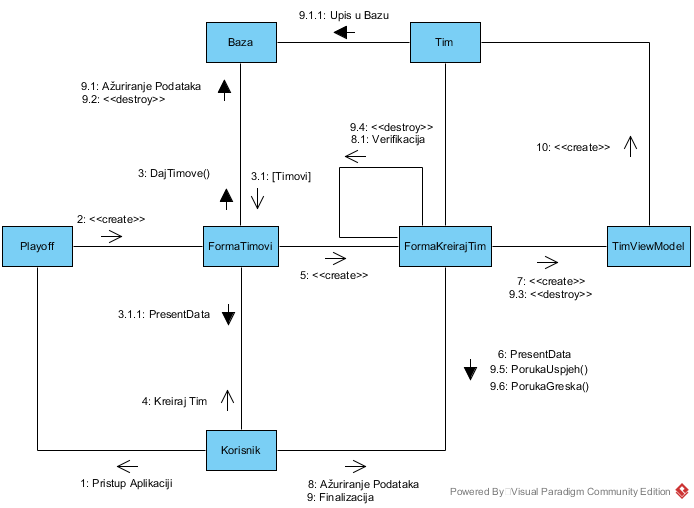 9.1.1: Upis u Bazu
Baza
Tim
9.1: Ažuriranje Podataka
9.2: <<destroy>>
9.4: <<destroy>>
8.1: Verifikacija
10: <<create>>
3: DajTimove()
3.1: [Timovi]
2: <<create>>
Playoff
FormaTimovi
FormaKreirajTim
TimViewModel
5: <<create>>
7: <<create>>
9.3: <<destroy>>
3.1.1: PresentData
6: PresentData
9.5: PorukaUspjeh()
9.6: PorukaGreska()
4: Kreiraj Tim
Korisnik
1: Pristup Aplikaciji
8: Ažuriranje Podataka
9: Finalizacija
Powered By Visual Paradigm Community Edition